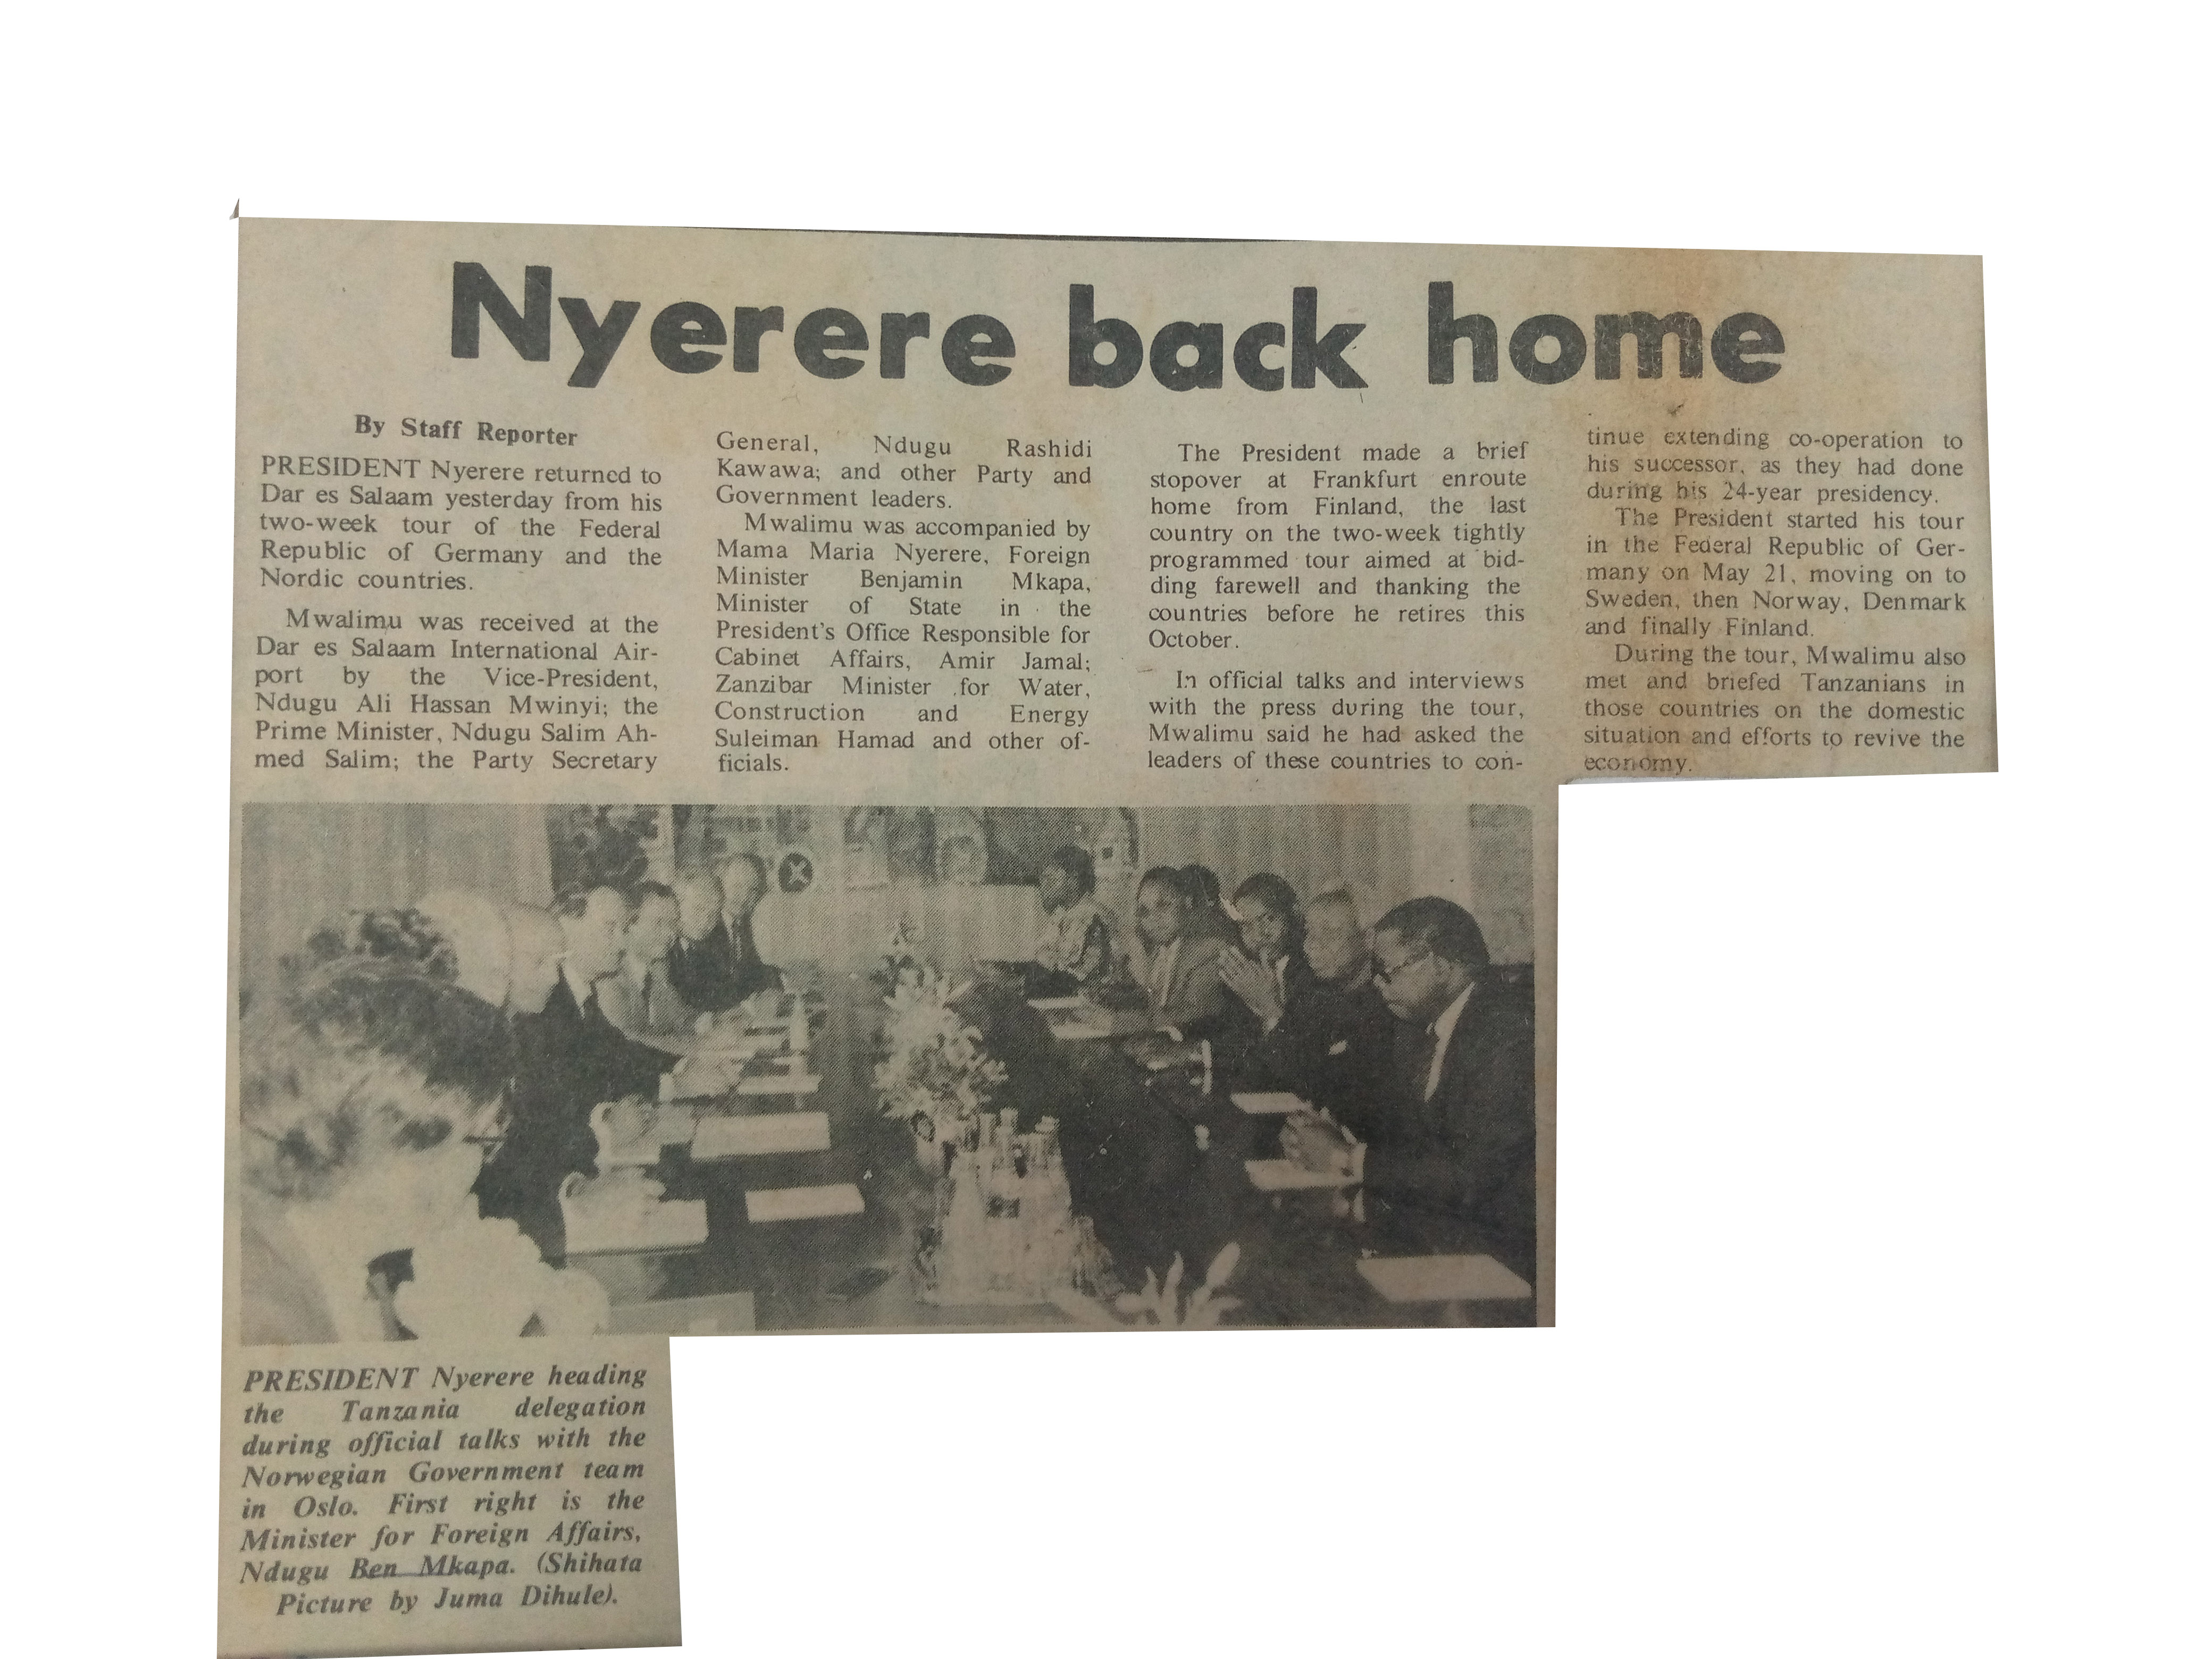 Nyerere back home
By Staff Reporter
PRESIDENT Nyerere returned to
Dar es Salaam yesterday from his
two-week tour of the Federal
Republic of Germany and the
Nordic countries.
Mwalimu was received at the
Dar es Salaam International Air-
port by the Vice-President,
Ndugu Ali Hassan Mwinyi; the
Prime Minister, Ndugu Salim Ah-
med Salim; the Party Secretary
General, Ndugu Rashidi
Kawawa; and other Party and
Government leaders.
Mwalimu was accompanied by
Mama Maria Nyerere, Foreign
Minister Benjamin Mkapa,
Minister of State in the
President's Office Responsible for
Cabinet Affairs, Amir Jamal;
Zanzibar Minister for Water,
Construction and Energy
Suleiman Hamad and other of-
ficials.
The President made a brief
stopover at Frankfurt enroute
home from Finland, the last
country on the two-week tightly
programmed tour aimed at bid-
ding farewell and thanking the
countries before he retires this
October.
In official talks and interviews
with the press during the tour,
Mwalimu said he had asked the
leaders of these countries to con-
tinue extending co-operation to
his successor, as they had done
during his 24-year presidency.
The President started his tour
in the Federal Republic of Ger-
many on May 21, moving on to
Sweden, then Norway, Denmark
and finally Finland.
During the tour, Mwalimu also
met and briefed Tanzanians in
those countries on the domestic
situation and efforts to revive the
economy.
PRESIDENT Nyerere heading
the Tanzania delegation
during official talks with the
Norwegian Government team
in Oslo. First right is the
Minister for Foreign Affairs,
Ndugu Ben Mkapa. (Shihata
Picture by Juma Dihule).